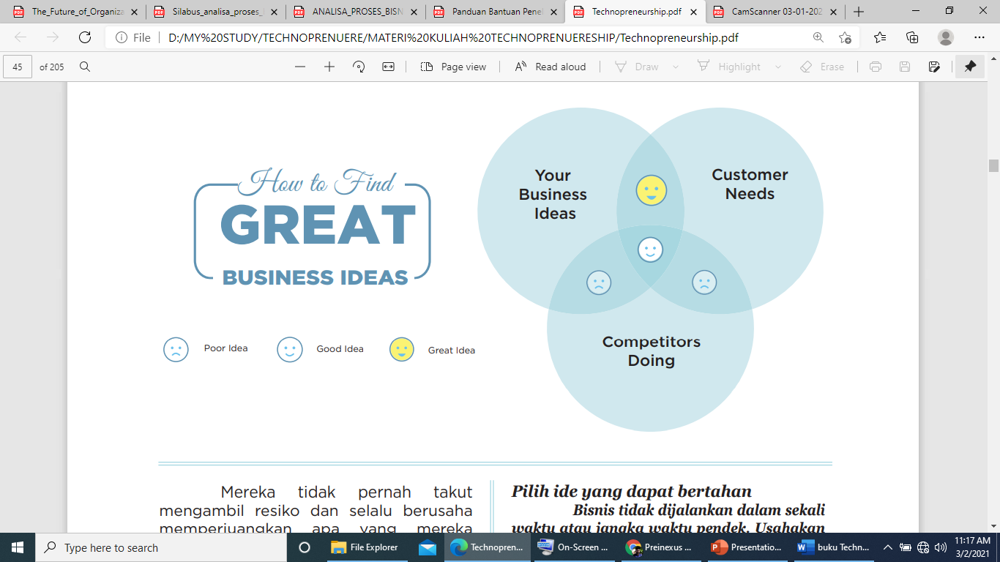 The_Future_of_Organiza
Silabus_analisa_proses_
ANALISA_PROSES_BISN
Panduan Bantuan Pene
Technopreneurship.pdf
CamScanner 03-01-202
File
D:/MY%20STUDY/TECHNOPRENUERE/MATERI%20KULIAH%20TECHNOPRENUERESHIP/Technopreneurship.pdf
45 of 205
Page view
Read aloud
Draw
Highlight
Erase
How to Find
GREAT
BUSINESS IDEAS
Poor Idea
Good Idea
Great Idea
Your
Business
Ideas
Customer
Needs
Competitors
Doing
Mereka tidak pernah takut
mengambil resiko dan selalu berusaha
memperjuangkan apa yang mereka
Pilih ide yang dapat bertahan
Bisnis tidak dijalankan dalam sekali
waktu atau jangka waktu pendek. Usahakan
Type here to search
File Explorer
Technopren...
On-Screen ...
Preinexus ...
Presentatio...
buku Techn...
11:17 AM
3/2/2021